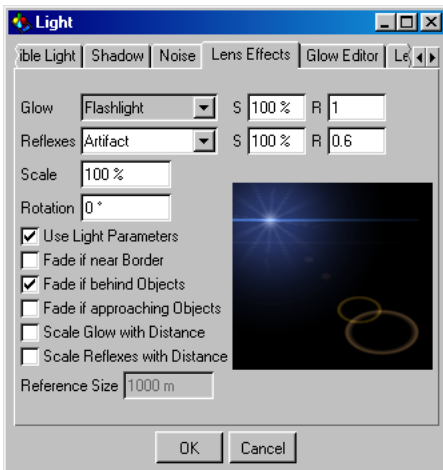 Light
ible Light Shadow Noise Lens Effects Glow Editor Le
Glow Flashlight S 100 % R 1
Reflexes Artifact S 100 % R 0.6
Scale 100 %
Rotation 0 °
Use Light Parameters
Fade if near Border
Fade if behind Objects
Fade if approaching Objects
Scale Glow with Distance
Scale Reflexes with Distance
Reference Size 1000 m
OK Cancel